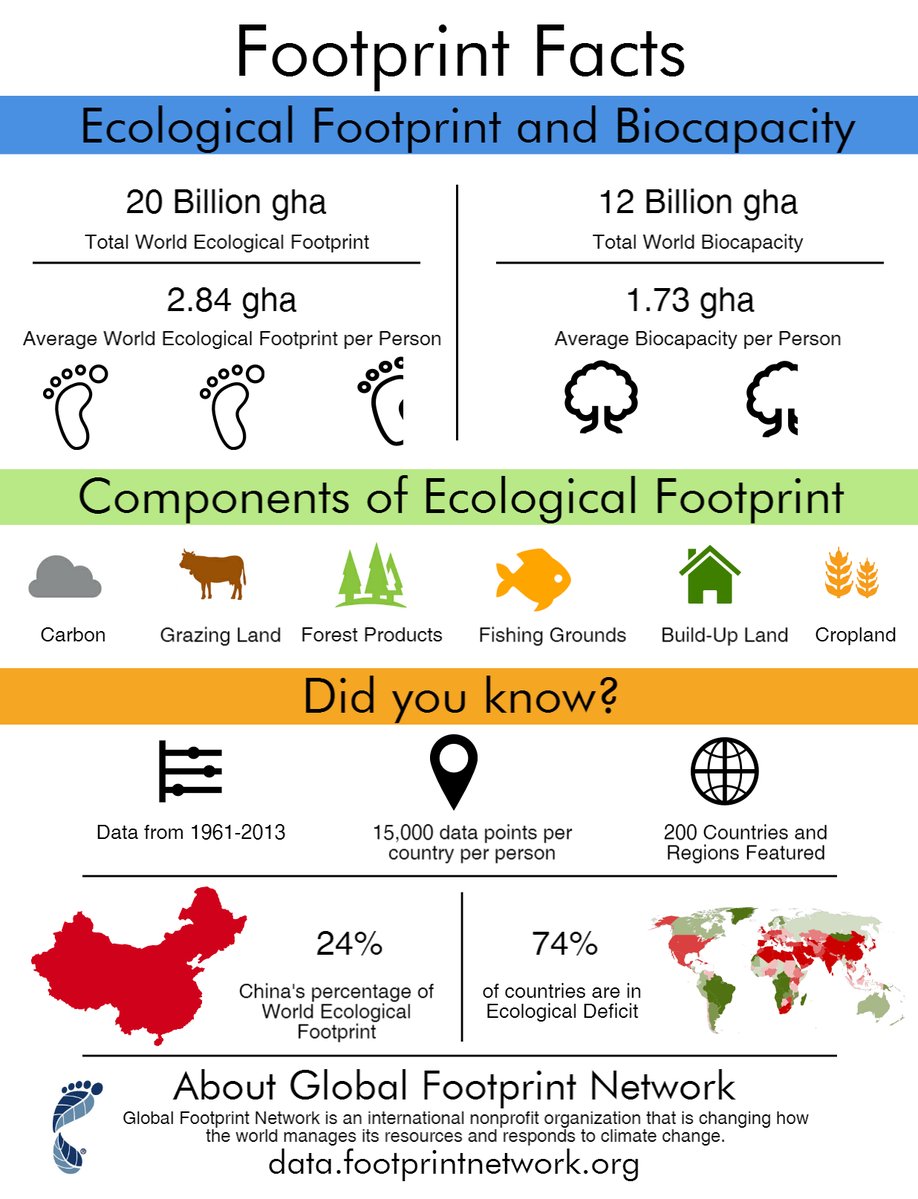 Footprint Facts
Ecological Footprint and Biocapacity
20 Billion gha
Total World Ecological Footprint
2.84 gha
Average World Ecological Footprint per Person
12 Billion gha
Total World Biocapacity
1.73 gha
Average Biocapacity per Person
Components of Ecological Footprint
Carbon
Grazing Land
Forest Products
Fishing Grounds
Build-Up Land
Cropland
Did you know?
Data from 1961-2013
15,000 data points per
country per person
200 Countries and
Regions Featured
24%
China's percentage of
World Ecological
Footprint
74%
of countries are in
Ecological Deficit
About Global Footprint Network
Global Footprint Network is an international nonprofit organization that is changing how
the world manages its resources and responds to climate change.
data.footprintnetwork.org
®